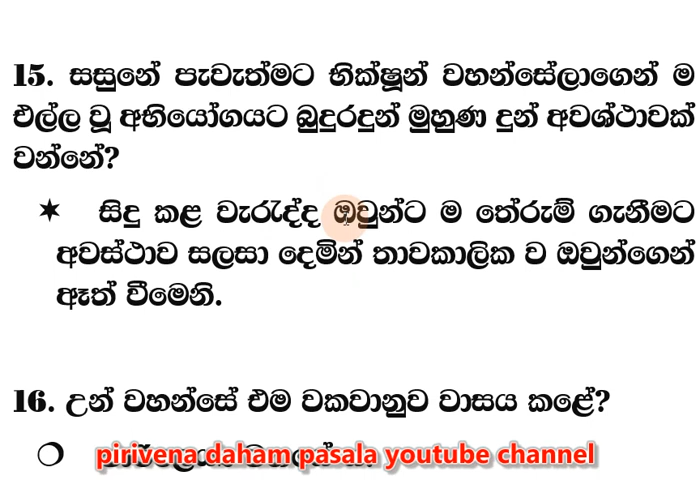 15. සසුනේ පැවැත්මට භික්ෂූන් වහන්සේලාගෙන් ම
එල්ල වූ අභියෝගයට බුදුරදුන් මුහුණ දුන් අවශ්ථාවක්
වන්නේ?
✶ සිදු කළ වැරැද්ද ඔවුන්ට ම තේරුම් ගැනීමට
අවස්ථාව සලසා දෙමින් තාවකාලික ව ඔවුන්ගෙන්
ඈත් වීමෙනි.
16. උන් වහන්සේ එම වකවානුව වාසය කළේ?
pirivena daham pasala youtube channel